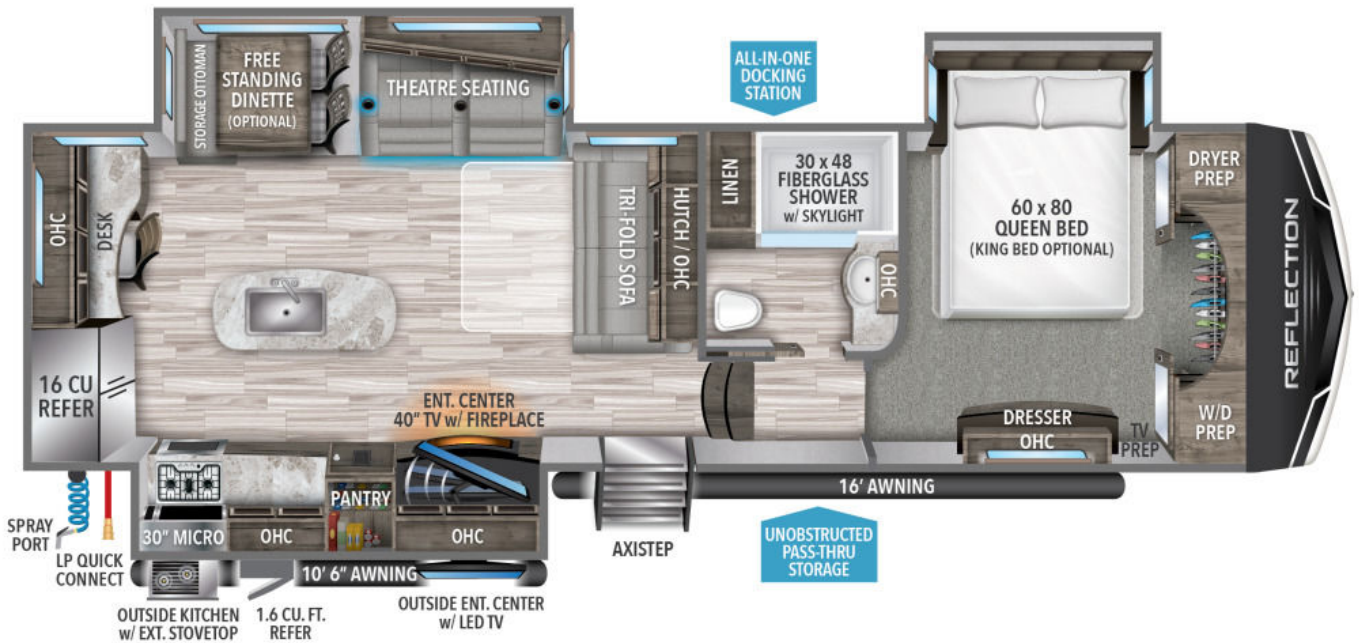 STORAGE OTTOMAN
FREE
STANDING
DINETTE
(OPTIONAL)
THEATRE SEATING
ALL-IN-ONE
DOCKING
STATION
OHC
DESK
TRI-FOLD SOFA
HUTCH / OHC
LINEN
30 x 48
FIBERGLASS
SHOWER
w/ SKYLIGHT
OHC
60 x 80
QUEEN BED
(KING BED OPTIONAL)
DRYER
PREP
REFLECTION
16 CU
REFER
ENT. CENTER
40" TV w/ FIREPLACE
DRESSER
OHC
TV
PREP
W/D
PREP
SPRAY
PORT
LP QUICK
CONNECT
30" MICRO
OHC
PANTRY
OHC
16' AWNING
AXISTEP
UNOBSTRUCTED
PASS-THRU
STORAGE
10' 6" AWNING
OUTSIDE KITCHEN
w/ EXT. STOVETOP
1.6 CU. FT.
REFER
OUTSIDE ENT. CENTER
w/ LED TV